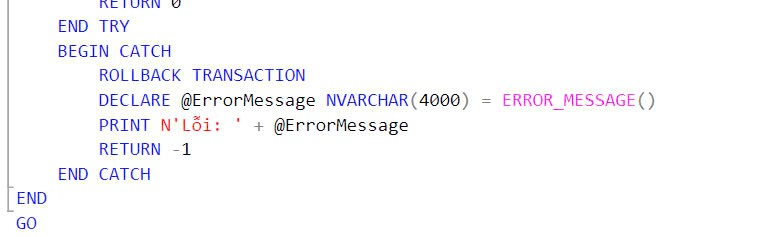 RETURN 0
END TRY
BEGIN CATCH
ROLLBACK TRANSACTION
DECLARE @ErrorMessage NVARCHAR(4000) = ERROR_MESSAGE()
PRINT N'Lỗi: ' + @ErrorMessage
RETURN -1
END CATCH
END
GO